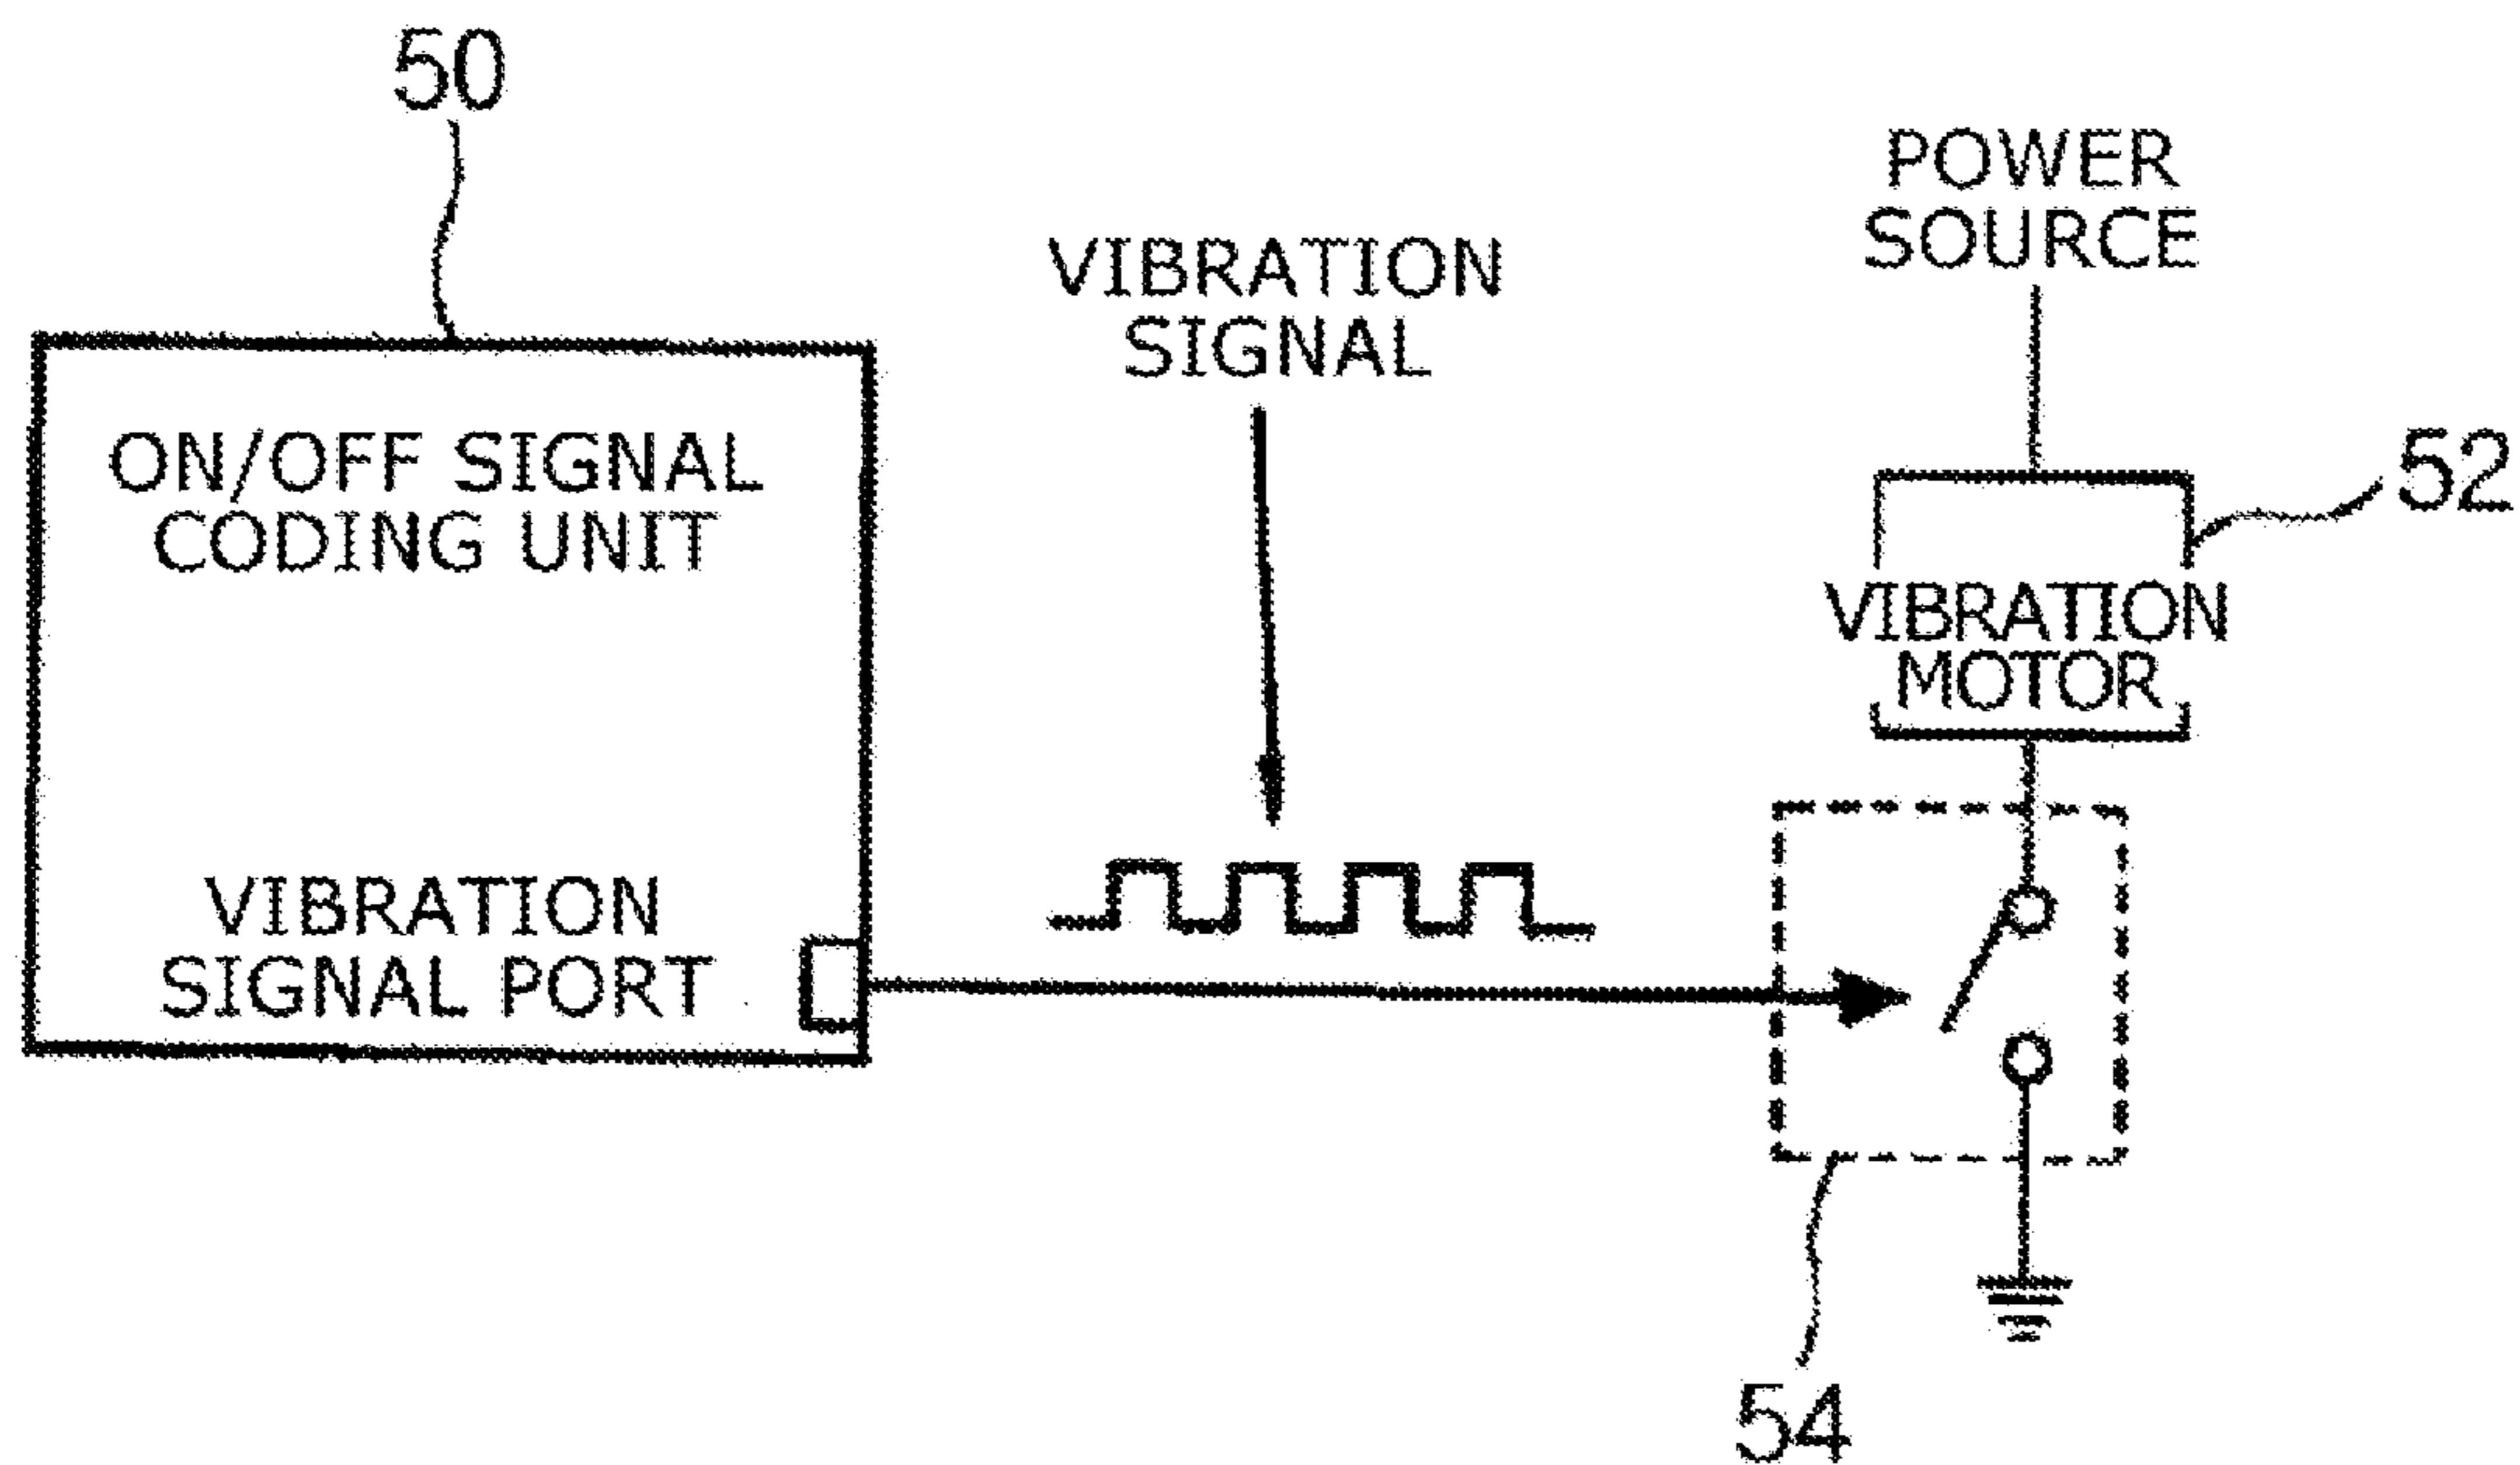 50
POWER
SOURCE
VIBRATION
SIGNAL
ON/OFF SIGNAL
CODING UNIT
52
VIBRATION
MOTOR
VIBRATION
SIGNAL PORT
54